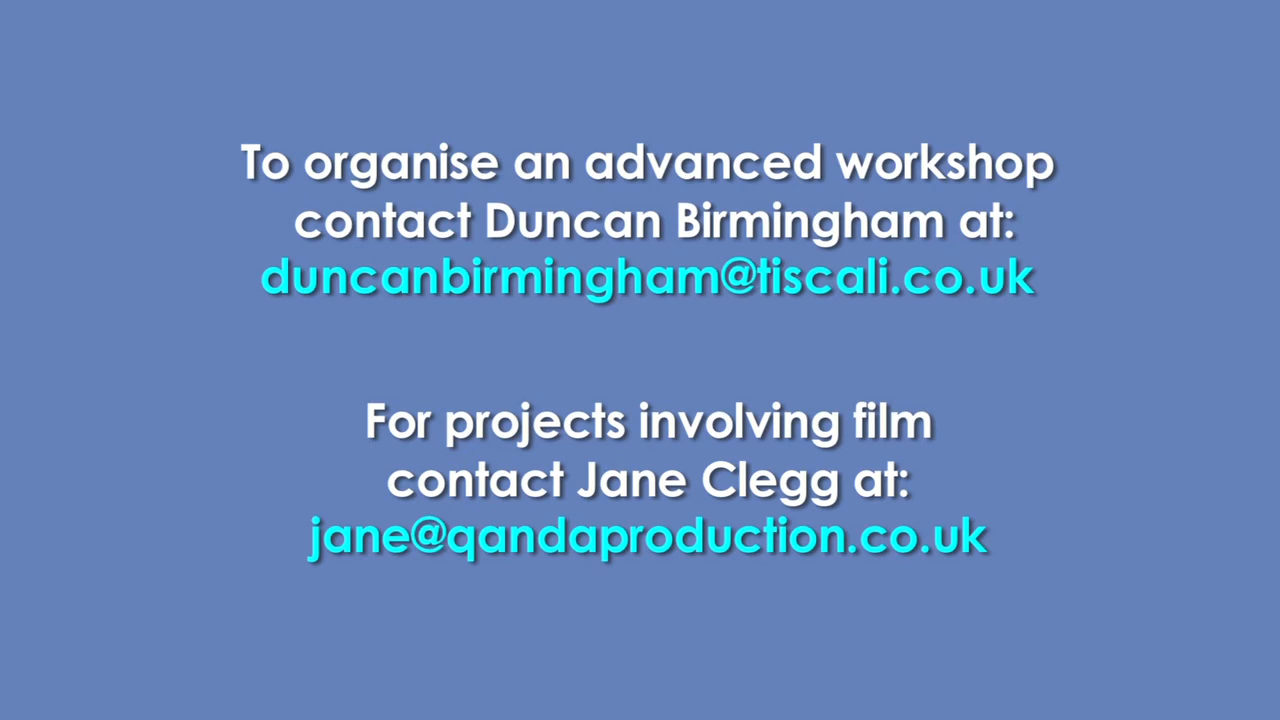 To organise an advanced workshop
contact Duncan Birmingham at:
duncanbirmingham@tiscali.co.uk
For projects involving film
contact Jane Clegg at:
jane@qandaproduction.co.uk